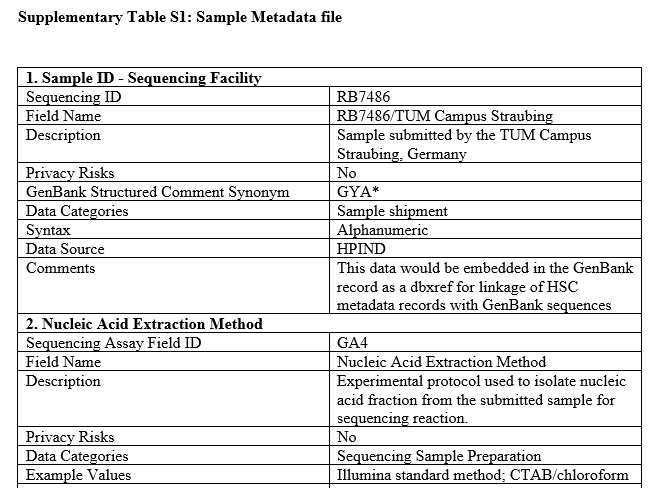 Supplementary Table S1: Sample Metadata file
1. Sample ID - Sequencing Facility
Sequencing ID RB7486
Field Name RB7486/TUM Campus Straubing
Description Sample submitted by the TUM Campus
Straubing, Germany
Privacy Risks No
GenBank Structured Comment Synonym GYA*
Data Categories Sample shipment
Syntax Alphanumeric
Data Source HPIND
Comments This data would be embedded in the GenBank
record as a dbxref for linkage of HSC
metadata records with GenBank sequences
2. Nucleic Acid Extraction Method
Sequencing Assay Field ID GA4
Field Name Nucleic Acid Extraction Method
Description Experimental protocol used to isolate nucleic
acid fraction from the submitted sample for
sequencing reaction.
Privacy Risks No
Data Categories Sequencing Sample Preparation
Example Values Illumina standard method; CTAB/chloroform